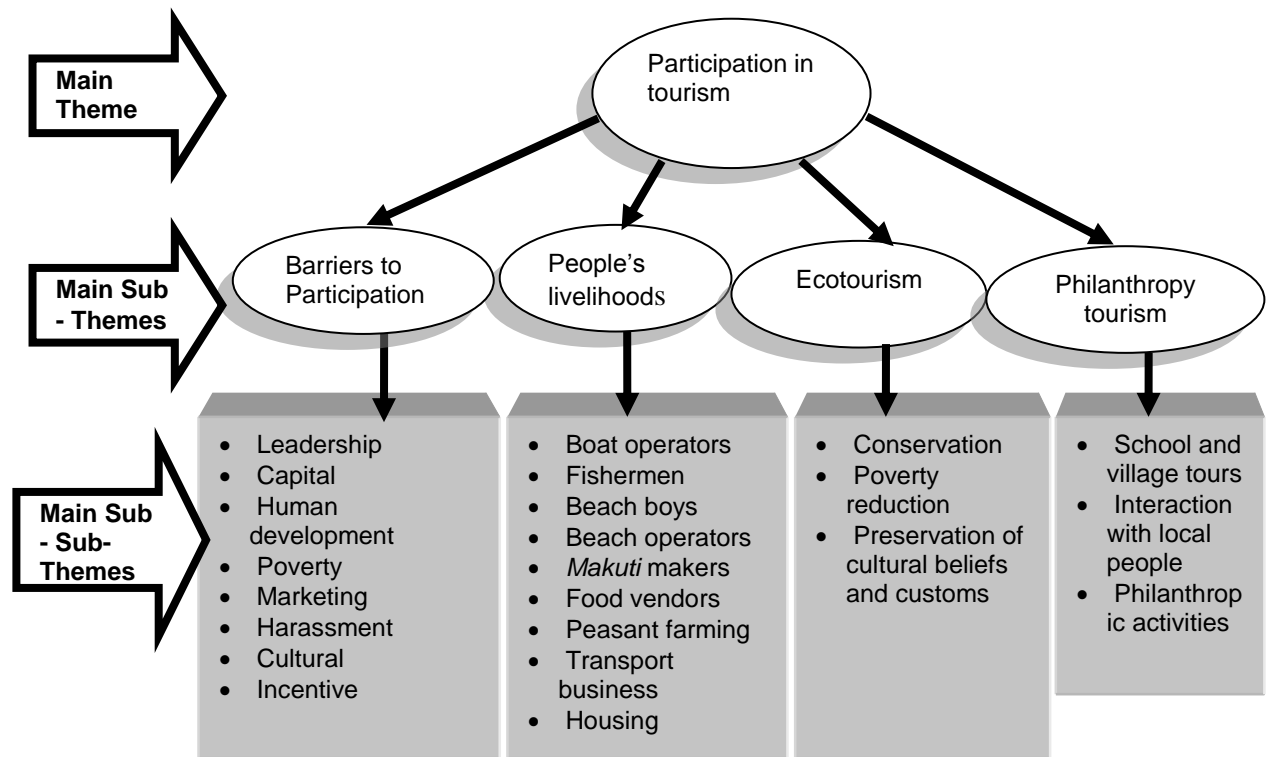 Main
Theme
Participation in
tourism
Main Sub
- Themes
Barriers to
Participation
People's
livelihoods
Ecotourism
Philanthropy
tourism
Main Sub
- Sub-
Themes
• Leadership
• Capital
• Human
development
• Poverty
• Marketing
• Harassment
• Cultural
• Incentive
• Boat operators
• Fishermen
• Beach boys
• Beach operators
• Makuti makers
• Food vendors
• Peasant farming
• Transport
business
• Housing
• Conservation
• Poverty
reduction
• Preservation of
cultural beliefs
and customs
• School and
village tours
• Interaction
with local
people
• Philanthrop
ic activities